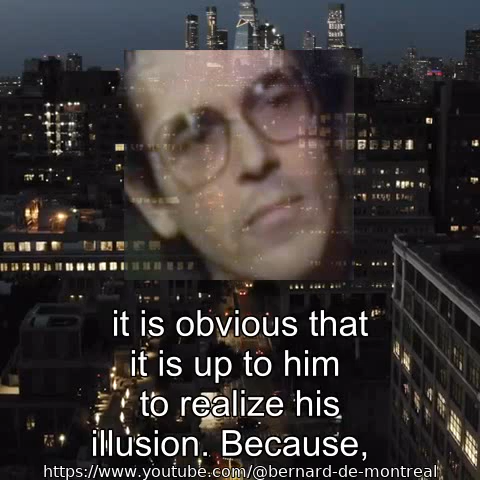 it is obvious that
it is up to him
to realize his
illusion. Because,
https://www.youtube.com/@bernard-de-montreal